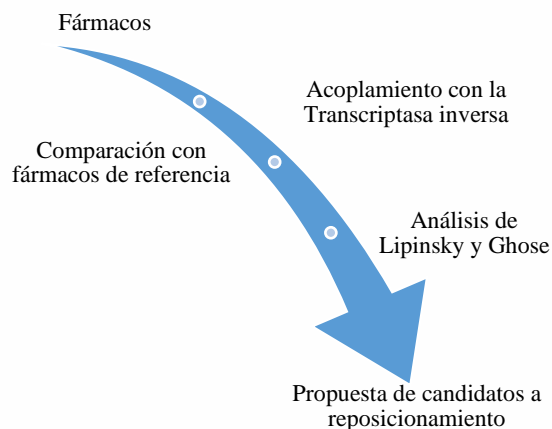 Fármacos
Acoplamiento con la
Transcriptasa inversa
Comparación con
fármacos de referencia
Análisis de
Lipinsky y Ghose
Propuesta de candidatos a
reposicionamiento